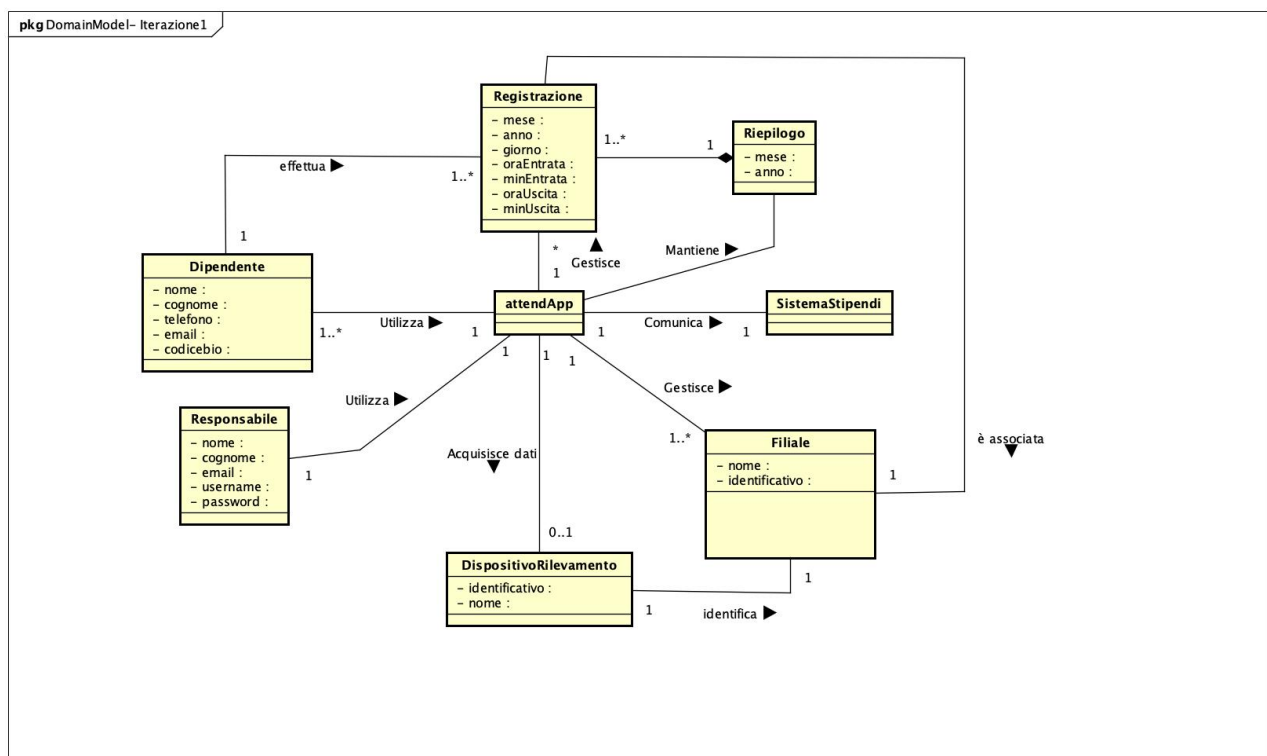 pkg DomainModel- Iterazione1
Registrazione
- mese :
- anno :
- giorno :
- oraEntrata :
- minEntrata :
- oraUscita :
- minUscita :
Riepilogo
- mese :
- anno :
1..*
1
effettua
1..*
1
*
1
Gestisce
Mantiene
Dipendente
- nome :
- cognome :
- telefono :
- email :
- codicebio :
attendApp
SistemaStipendi
1..*
Utilizza
1
1
Comunica
1
1
1
1
Utilizza
Gestisce
Responsabile
- nome :
- cognome :
- email :
- username :
- password :
1
Acquisisce dati
1..*
Filiale
- nome :
- identificativo :
1
è associata
0..1
DispositivoRilevamento
- identificativo :
- nome :
1
identifica
1